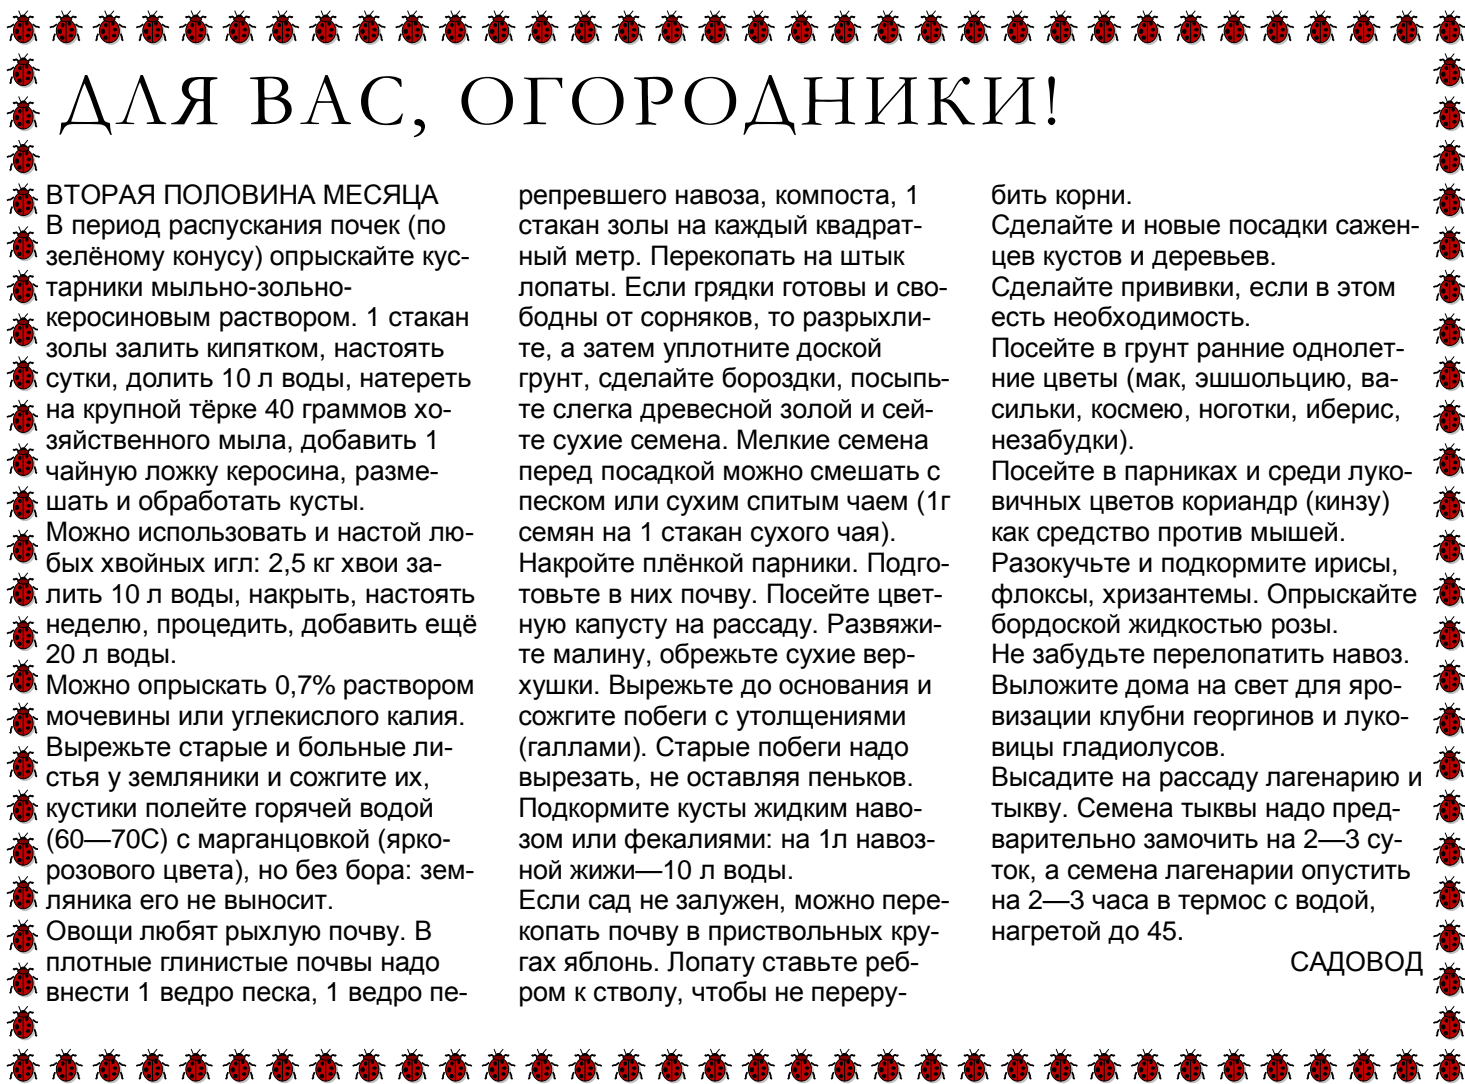 ДЛЯ ВАС, ОГОРОДНИКИ!
ВТОРАЯ ПОЛОВИНА МЕСЯЦА
В период распускания почек (по
зелёному конусу) опрыскайте кус-
тарники мыльно-зольно-
керосиновым раствором. 1 стакан
золы залить кипятком, настоять
сутки, долить 10 л воды, натереть
на крупной тёрке 40 граммов хо-
зяйственного мыла, добавить 1
чайную ложку керосина, разме-
шать и обработать кусты.
Можно использовать и настой лю-
бых хвойных игл: 2,5 кг хвои за-
лить 10 л воды, накрыть, настоять
неделю, процедить, добавить ещё
20 л воды.
Можно опрыскать 0,7% раствором
мочевины или углекислого калия.
Вырежьте старые и больные ли-
стья у земляники и сожгите их,
кустики полейте горячей водой
(60—70С) с марганцовкой (ярко-
розового цвета), но без бора: зем-
ляника его не выносит.
Овощи любят рыхлую почву. В
плотные глинистые почвы надо
внести 1 ведро песка, 1 ведро пе-
репревшего навоза, компоста, 1
стакан золы на каждый квадрат-
ный метр. Перекопать на штык
лопаты. Если грядки готовы и сво-
бодны от сорняков, то разрыхли-
те, а затем уплотните доской
грунт, сделайте бороздки, посыпь-
те слегка древесной золой и сей-
те сухие семена. Мелкие семена
перед посадкой можно смешать с
песком или сухим спитым чаем (1г
семян на 1 стакан сухого чая).
Накройте плёнкой парники. Подго-
товьте в них почву. Посейте цвет-
ную капусту на рассаду. Развяжи-
те малину, обрежьте сухие вер-
хушки. Вырежьте до основания и
сожгите побеги с утолщениями
(галлами). Старые побеги надо
вырезать, не оставляя пеньков.
Подкормите кусты жидким наво-
зом или фекалиями: на 1л навоз-
ной жижи—10 л воды.
Если сад не залужен, можно пере-
копать почву в приствольных кру-
гах яблонь. Лопату ставьте реб-
ром к стволу, чтобы не переру-
бить корни.
Сделайте и новые посадки сажен-
цев кустов и деревьев.
Сделайте прививки, если в этом
есть необходимость.
Посейте в грунт ранние однолет-
ние цветы (мак, эшшольцию, ва-
сильки, космею, ноготки, иберис,
незабудки).
Посейте в парниках и среди луко-
вичных цветов кориандр (кинзу)
как средство против мышей.
Разокучьте и подкормите ирисы,
флоксы, хризантемы. Опрыскайте
бордоской жидкостью розы.
Не забудьте перелопатить навоз.
Выложите дома на свет для яро-
визации клубни георгинов и луко-
вицы гладиолусов.
Высадите на рассаду лагенарию и
тыкву. Семена тыквы надо пред-
варительно замочить на 2—3 су-
ток, а семена лагенарии опустить
на 2—3 часа в термос с водой,
нагретой до 45.
САДОВОД